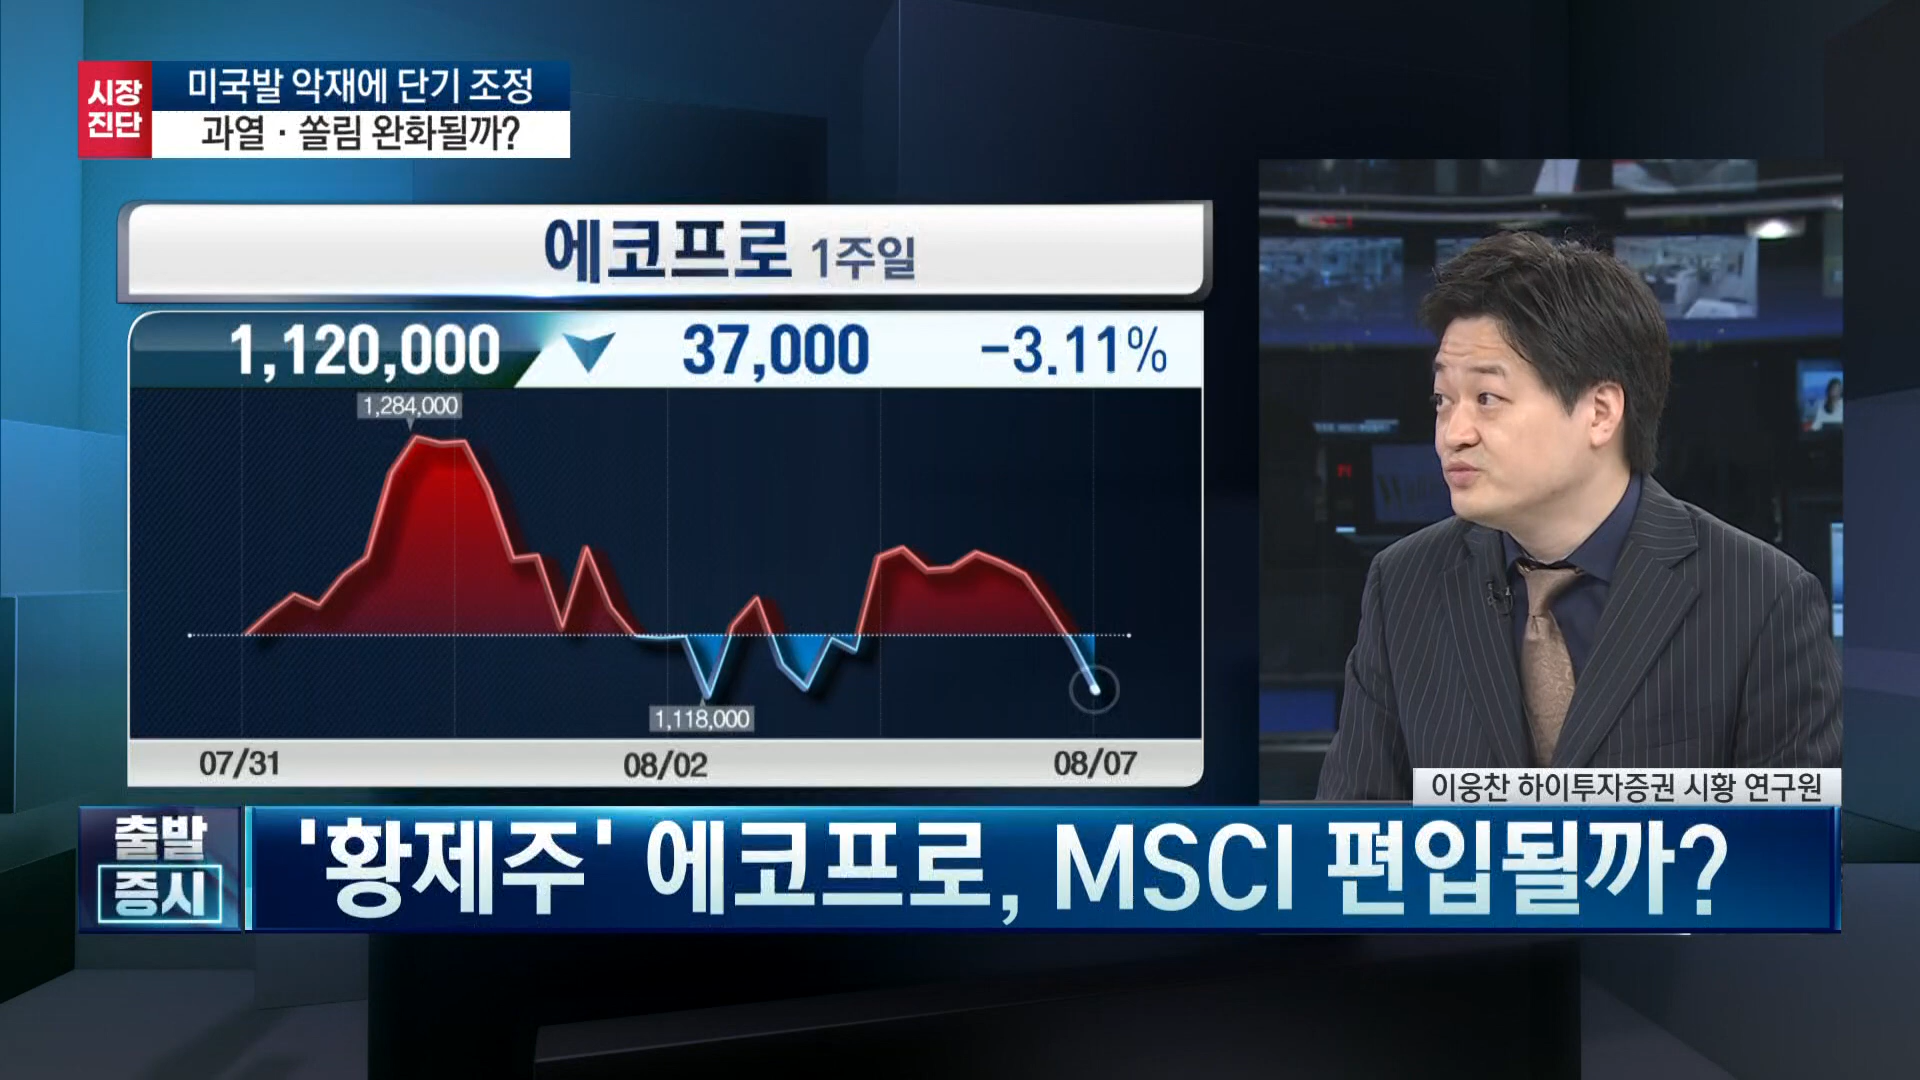 시장
진단
미국발 악재에 단기 조정
과열 · 쏠림 완화될까?
에코프로 1주일
1,120,000 ▼ 37,000 -3.11%
1,284,000
1,118,000
07/31 08/02 08/07
이웅찬 하이투자증권 시황 연구원
출발
증시
'황제주' 에코프로, MSCI 편입될까?